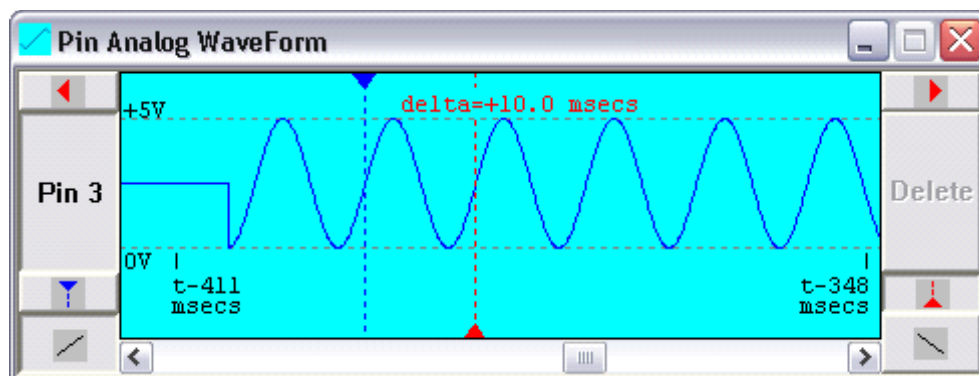 Pin Analog WaveForm
delta=+10.0 msecs
+5V
Pin 3
Delete
0V
t-411
msecs
t-348
msecs